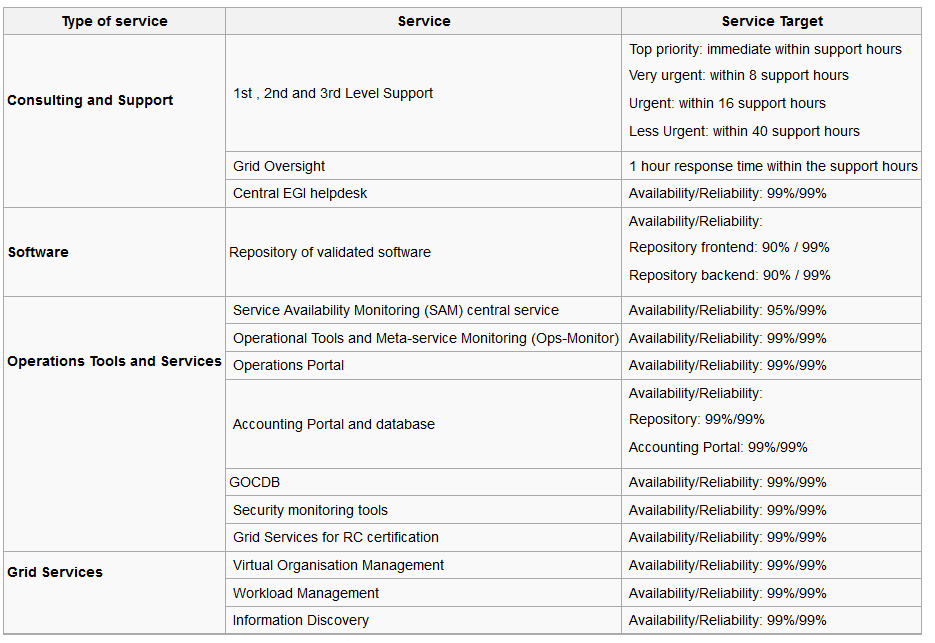 Type of service Service Service Target
Consulting and Support
1st , 2nd and 3rd Level Support
Top priority: immediate within support hours
Very urgent: within 8 support hours
Urgent: within 16 support hours
Less Urgent: within 40 support hours
Grid Oversight 1 hour response time within the support hours
Central EGI helpdesk Availability/Reliability: 99%/99%
Software
Repository of validated software
Availability/Reliability:
Repository frontend: 90% / 99%
Repository backend: 90% / 99%
Operations Tools and Services
Service Availability Monitoring (SAM) central service Availability/Reliability: 95%/99%
Operational Tools and Meta-service Monitoring (Ops-Monitor) Availability/Reliability: 99%/99%
Operations Portal Availability/Reliability: 99%/99%
Accounting Portal and database
Availability/Reliability:
Repository: 99%/99%
Accounting Portal: 99%/99%
GOCDB Availability/Reliability: 99%/99%
Security monitoring tools Availability/Reliability: 99%/99%
Grid Services for RC certification Availability/Reliability: 99%/99%
Grid Services
Virtual Organisation Management Availability/Reliability: 99%/99%
Workload Management Availability/Reliability: 99%/99%
Information Discovery Availability/Reliability: 99%/99%